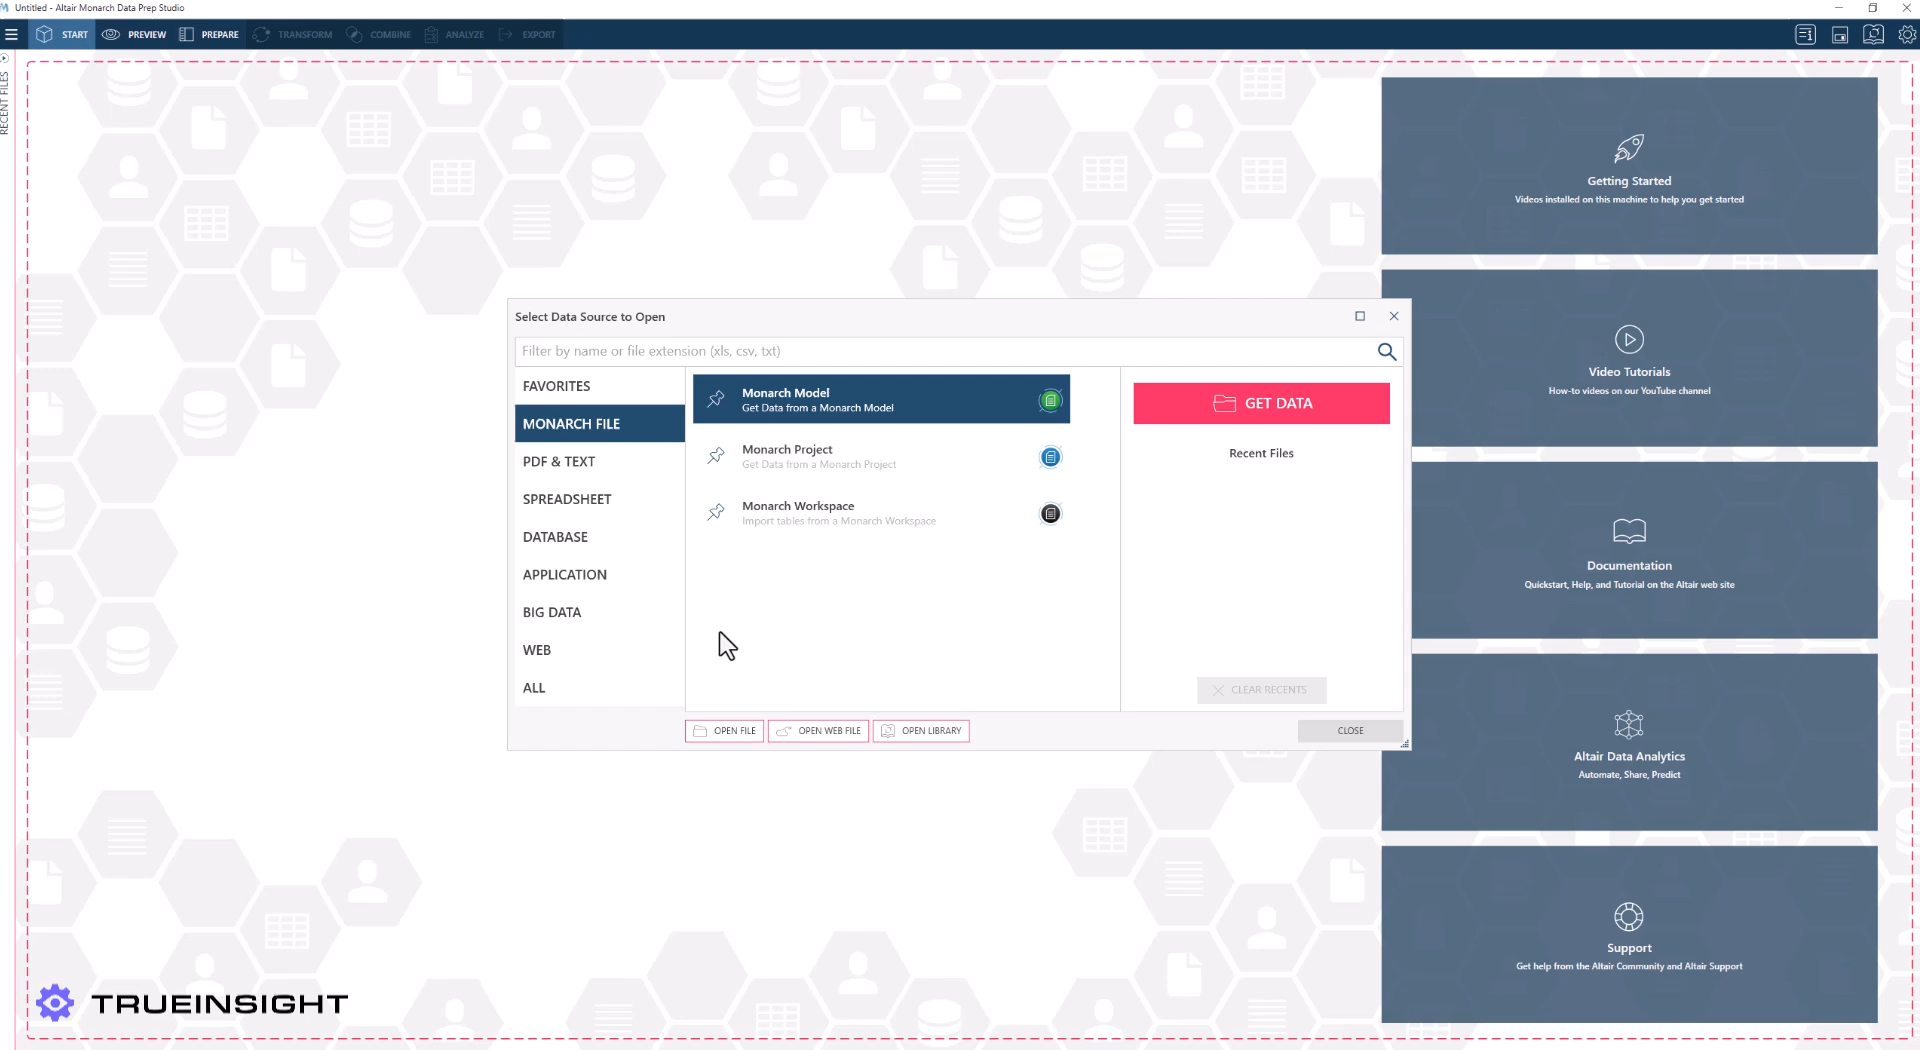 Untitled - Altair Monarch Data Prep Studio
START
PREVIEW
PREPARE
TRANSFORM
COMBINE
ANALYZE
EXPORT
RECENT FILES
Getting Started
Videos installed on this machine to help you get started
Video Tutorials
How-to videos on our YouTube channel
Documentation
Quickstart, Help, and Tutorial on the Altair web site
Altair Data Analytics
Automate, Share, Predict
Support
Get help from the Altair Community and Altair Support
Select Data Source to Open
Filter by name or file extension (xls, csv, txt)
FAVORITES
MONARCH FILE
PDF & TEXT
SPREADSHEET
DATABASE
APPLICATION
BIG DATA
WEB
ALL
Monarch Model
Get Data from a Monarch Model
Monarch Project
Get Data from a Monarch Project
Monarch Workspace
Import tables from a Monarch Workspace
GET DATA
Recent Files
CLEAR RECENTS
OPEN FILE
OPEN WEB FILE
OPEN LIBRARY
CLOSE
TRUEINSIGHT